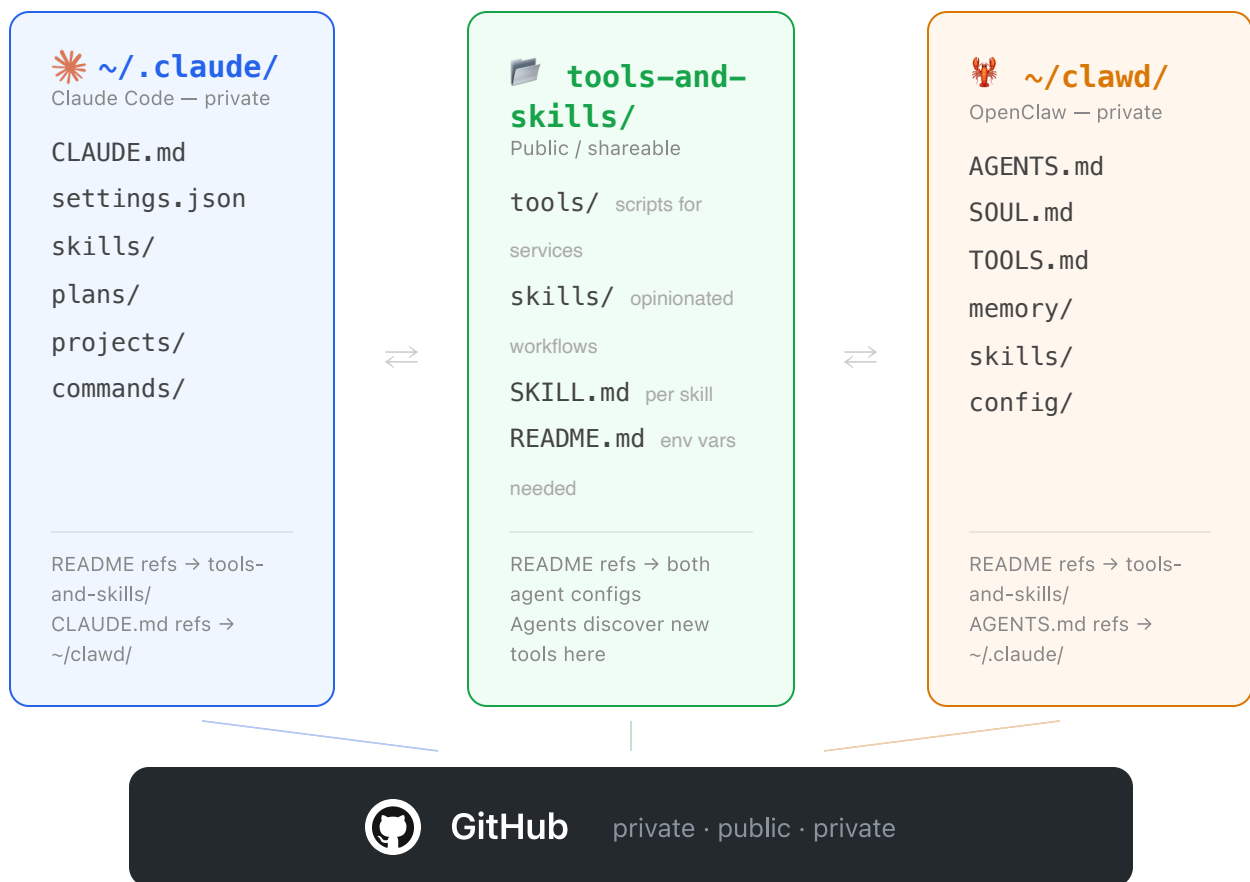 ~/.claude/
Claude Code — private
CLAUDE.md
settings.json
skills/
plans/
projects/
commands/
README refs → tools-
and-skills/
CLAUDE.md refs →
~/clawd/
tools-and-
skills/
Public / shareable
tools/ scripts for
services
skills/ opinionated
workflows
SKILL.md per skill
README.md env vars
needed
README refs → both
agent configs
Agents discover new
tools here
~/clawd/
OpenClaw — private
AGENTS.md
SOUL.md
TOOLS.md
memory/
skills/
config/
README refs → tools-
and-skills/
AGENTS.md refs →
~/.claude/
GitHub private · public · private